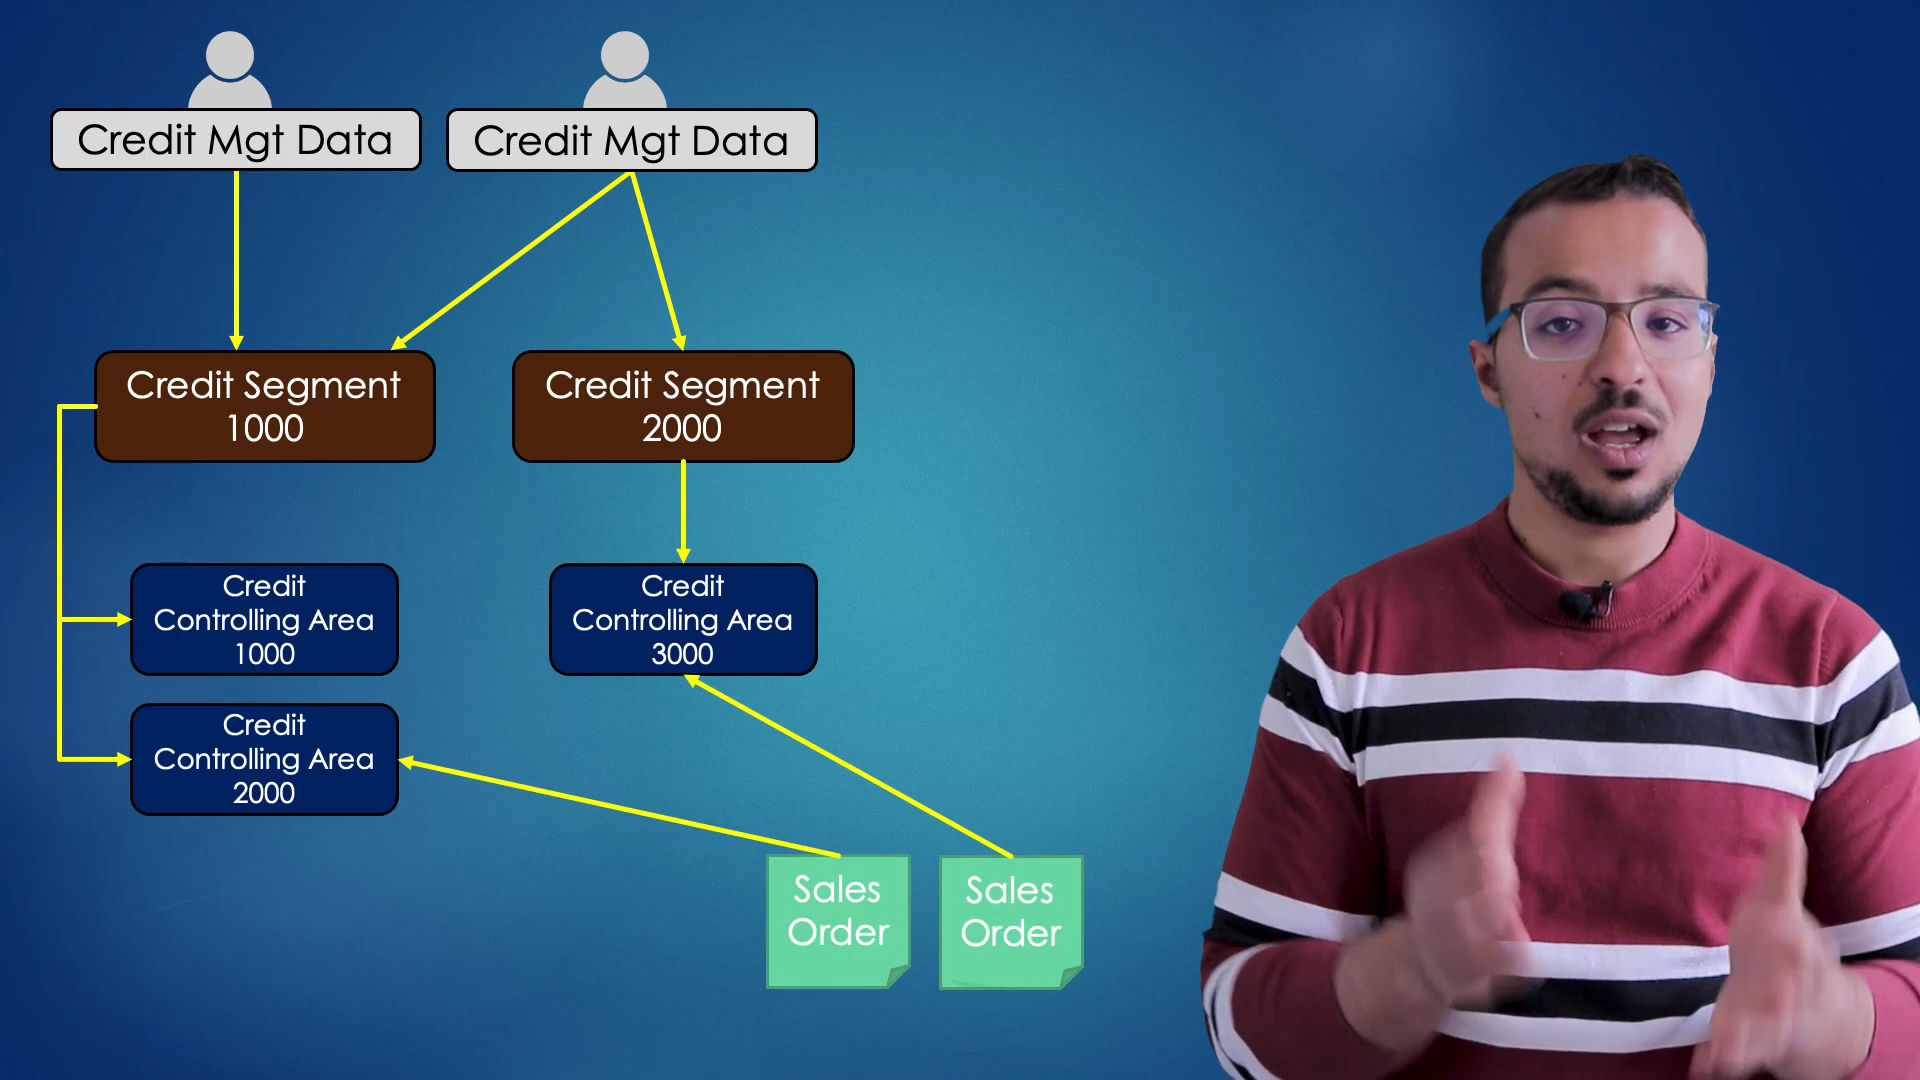 Credit Mgt Data
Credit Mgt Data
Credit Segment
1000
Credit Segment
2000
Credit
Controlling Area
1000
Credit
Controlling Area
3000
Credit
Controlling Area
2000
Sales
Order
Sales
Order